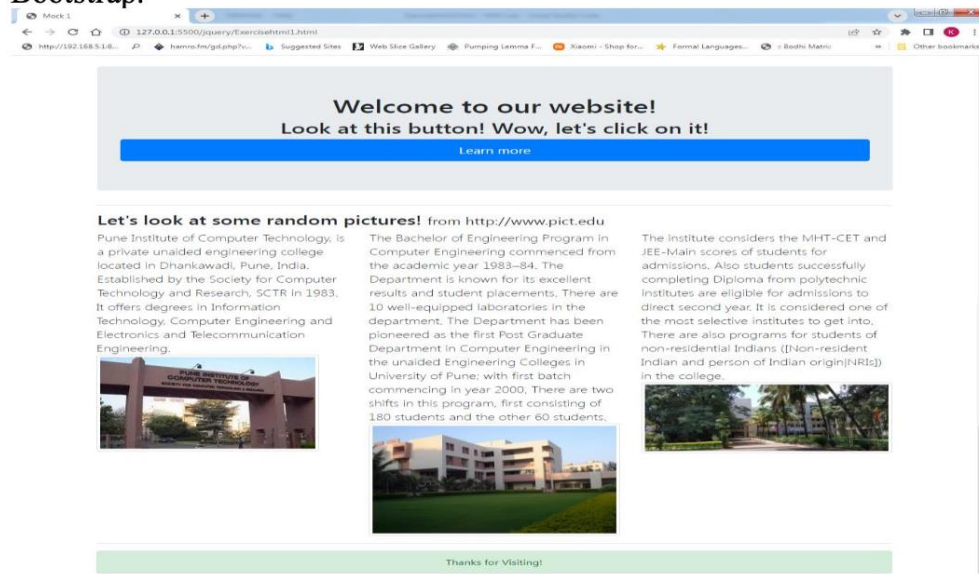 Bootstrap.
Mock 1
127.0.0.1:5500/jquery/Exercisehtml1.html
http://192.168.5.1:8...
hamro.fm/gsl.php?u...
Suggested Sites
Web Slice Gallery
Pumping Lemma F...
Xiaomi - Shop for...
Formal Languages...
: Bodhi Matriu
»
Other bookmarks
K
Welcome to our website!
Look at this button! Wow, let's click on it!
Learn more
Let's look at some random pictures! from http://www.pict.edu
Pune Institute of Computer Technology, is
a private unaided engineering college
located in Dhankawadi, Pune, India.
Established by the Society for Computer
Technology and Research, SCTR in 1983.
It offers degrees in Information
Technology, Computer Engineering and
Electronics and Telecommunication
Engineering.
PUNE INSTITUTE OF
COMPUTER TECHNOLOGY
The Bachelor of Engineering Program in
Computer Engineering commenced from
the academic year 1983–84. The
Department is known for its excellent
results and student placements. There are
10 well-equipped laboratories in the
department. The Department has been
pioneered as the first Post Graduate
Department in Computer Engineering in
the unaided Engineering Colleges in
University of Pune; with first batch
commencing in year 2000. There are two
shifts in this program, first consisting of
180 students and the other 60 students.
The institute considers the MHT-CET and
JEE-Main scores of students for
admissions. Also students successfully
completing Diploma from polytechnic
institutes are eligible for admissions to
direct second year. It is considered one of
the most selective institutes to get into.
There are also programs for students of
non-residential Indians ([Non-resident
Indian and person of Indian origin|NRIs])
in the college.
Thanks for Visiting!